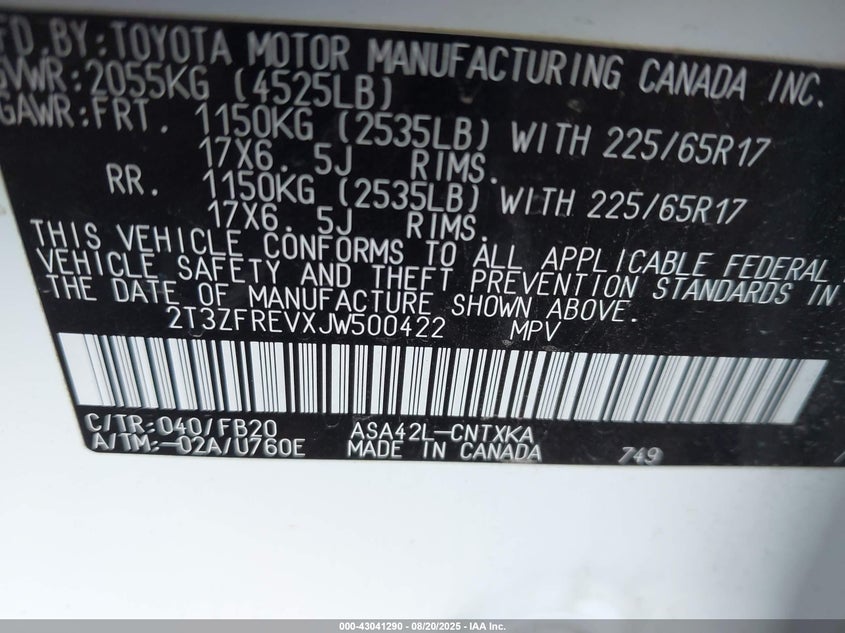 FD.BY:TOYOTA MOTOR MANUFACTURING CANADA INC.
GVWR:2055KG (4525LB)
GAWR:FRT. 1150KG (2535LB) WITH 225/65R17
17X6.5J RIMS.
RR. 1150KG (2535LB) WITH 225/65R17
17X6.5J RIMS.
THIS VEHICLE CONFORMS TO ALL APPLICABLE FEDERAL
VEHICLE SAFETY AND THEFT PREVENTION STANDARDS IN
THE DATE OF MANUFACTURE SHOWN ABOVE.
2T3ZFREVXJW500422 MPV
C/TR:040/FB20 ASA42L-CNTXKA
A/TM:-02A/U760E MADE IN CANADA 749
000-43041290 | 08/20/2025 | IAA Inc.